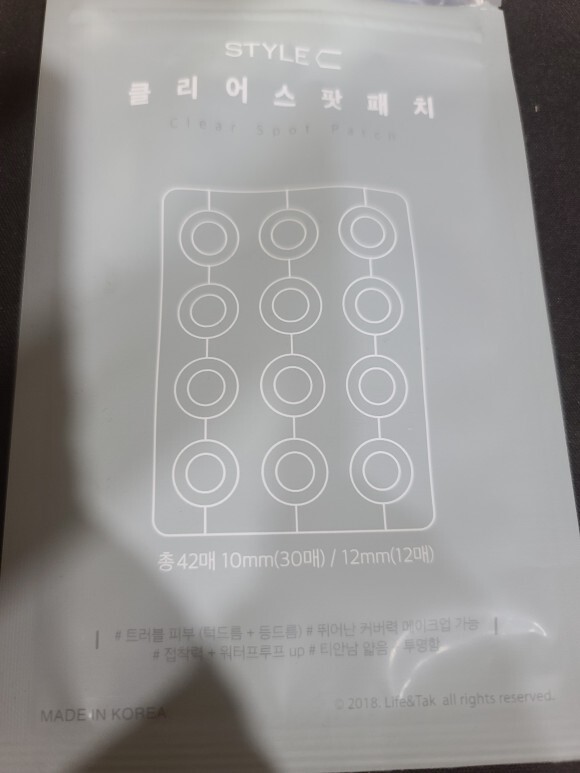 STYLE C
클리어스팟패치
Clear Spot Patch
총42매 10mm(30매) / 12mm(12매)
# 트러블 피부 (턱드름 + 등드름) # 뛰어난 커버력 메이크업 가능
# 접착력 + 워터프루프 up # 티안남 얇음 + 투명함
MADE IN KOREA
© 2018. Life&Tak all rights reserved.